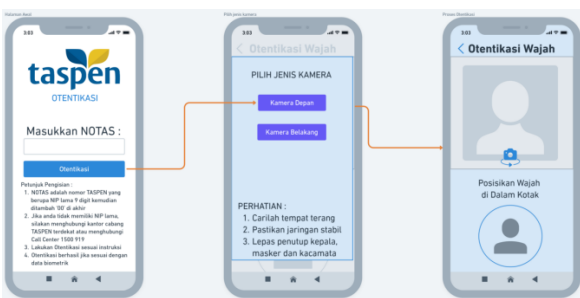 Halaman Awal
Pilih jenis kamera
Proses Otentikasi
3:03
taspen
OTENTIKASI
Masukkan NOTAS :
Otentikasi
Petunjuk Pengisian :
1. NOTAS adalah nomor TASPEN yang
berupa NIP lama 9 digit kemudian
ditambah '00' di akhir
2. Jika anda tidak memiliki NIP lama,
silakan menghubungi kantor cabang
TASPEN terdekat atau menghubungi
Call Center 1500 919
3. Lakukan Otentikasi sesuai instruksi
4. Otentikasi berhasil jika sesuai dengan
data biometrik
3:03
Otentikasi Wajah
PILIH JENIS KAMERA
Kamera Depan
Kamera Belakang
PERHATIAN :
1. Carilah tempat terang
2. Pastikan jaringan stabil
3. Lepas penutup kepala,
masker dan kacamata
3:03
Otentikasi Wajah
Posisikan Wajah
di Dalam Kotak